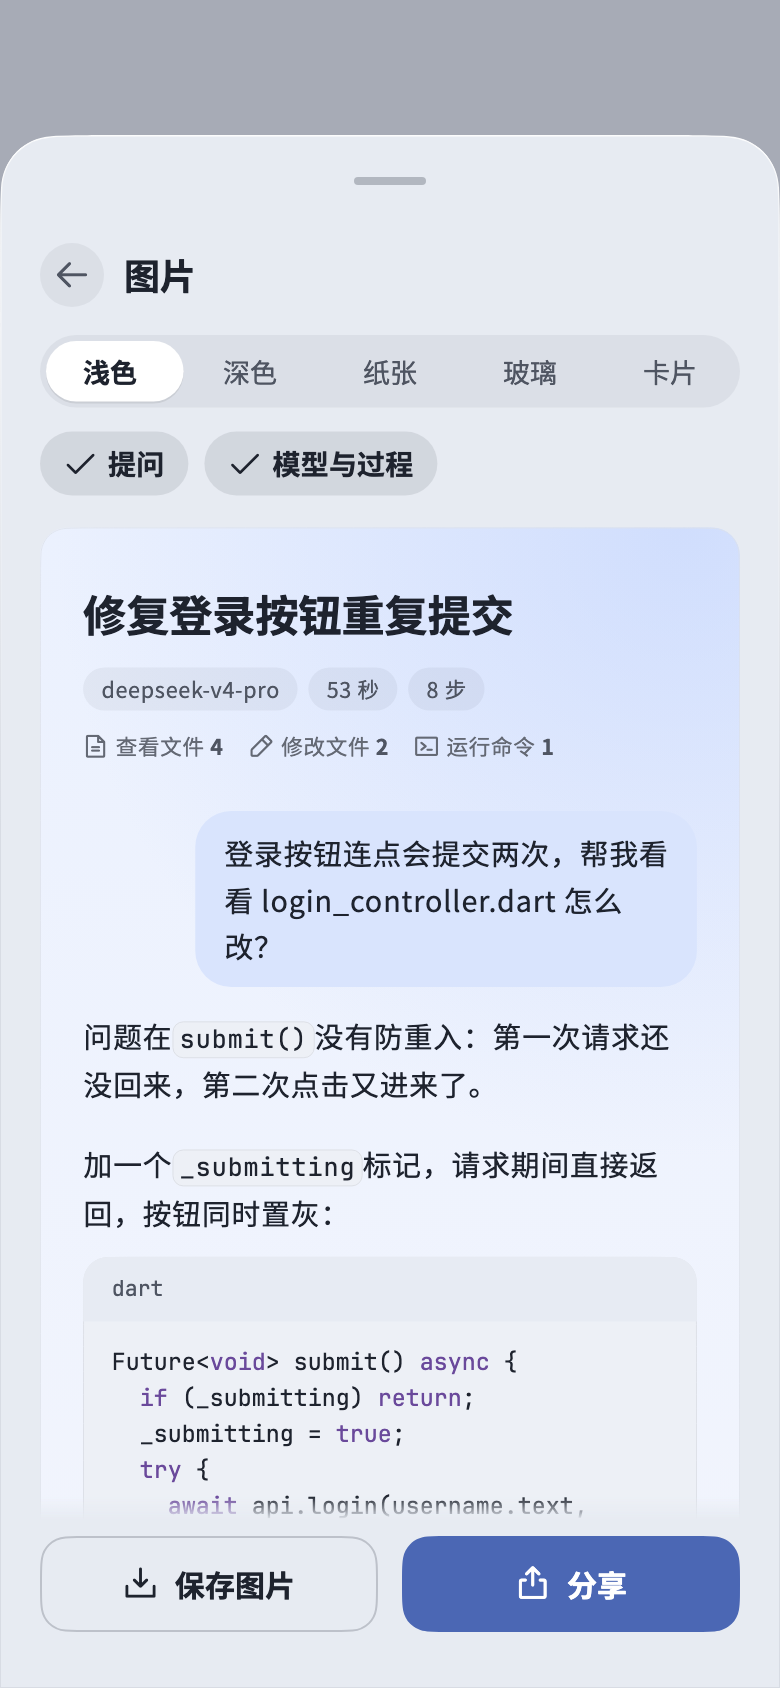 图片
浅色 深色 纸张 玻璃 卡片
提问 模型与过程
修复登录按钮重复提交
deepseek-v4-pro 53 秒 8 步
查看文件 4 修改文件 2 运行命令 1
登录按钮连点会提交两次，帮我看
看 login_controller.dart 怎么
改？
问题在 submit() 没有防重入：第一次请求还
没回来，第二次点击又进来了。
加一个 _submitting 标记，请求期间直接返
回，按钮同时置灰：
dart
Future<void> submit() async {
  if (_submitting) return;
  _submitting = true;
  try {
    await api.login(username.text,
保存图片 分享